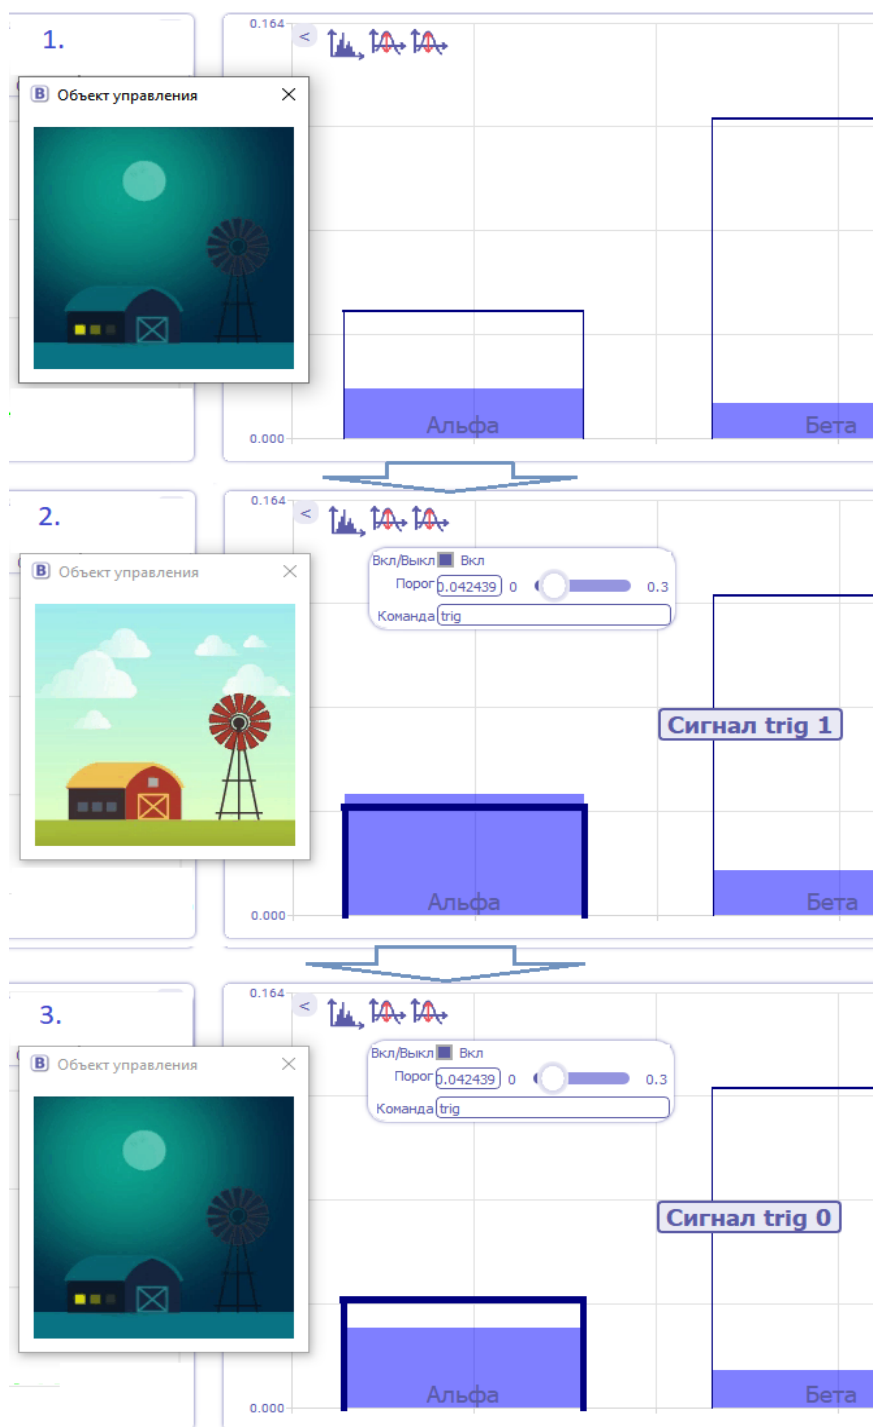 1.
0.164
<
B Объект управления
Альфа
Бета
0.000
2.
0.164
<
B Объект управления
Вкл/Выкл Вкл
Порог 0.042439 0 0.3
Команда trig
Сигнал trig 1
Альфа
Бета
0.000
3.
0.164
<
B Объект управления
Вкл/Выкл Вкл
Порог 0.042439 0 0.3
Команда trig
Сигнал trig 0
Альфа
Бета
0.000